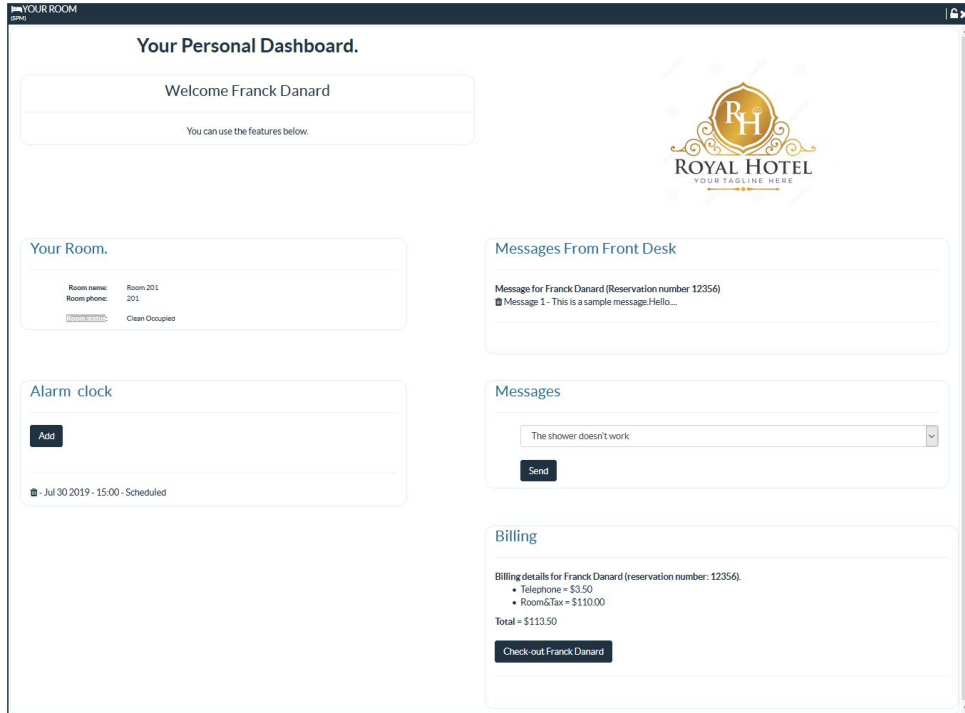 YOUR ROOM
(SPM)
Your Personal Dashboard.
Welcome Franck Danard
You can use the features below.
RH
ROYAL HOTEL
YOUR TAGLINE HERE
Your Room.
Room name: Room 201
Room phone: 201
Room status: Clean Occupied
Messages From Front Desk
Message for Franck Danard (Reservation number 12356)
Message 1 - This is a sample message.Hello....
Alarm clock
Add
- Jul 30 2019 - 15:00 - Scheduled
Messages
The shower doesn't work
Send
Billing
Billing details for Franck Danard (reservation number: 12356).
• Telephone = $3.50
• Room&Tax = $110.00
Total = $113.50
Check-out Franck Danard